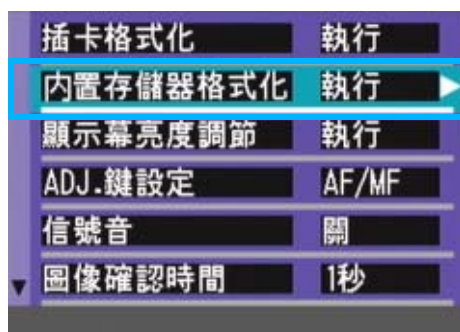 插卡格式化 執行
内置存儲器格式化 執行
顯示幕亮度調節 執行
ADJ.鍵設定 AF/MF
信號音 關
圖像確認時間 1秒